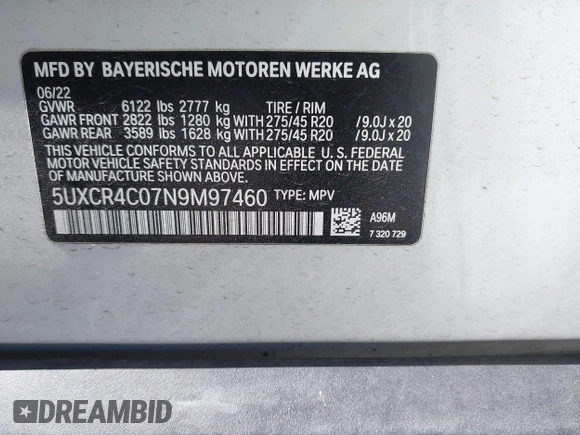 MFD BY BAYERISCHE MOTOREN WERKE AG
06/22
GVWR 6122 lbs 2777 kg TIRE / RIM
GAWR FRONT 2822 lbs 1280 kg WITH 275/45 R20 /9.0J x 20
GAWR REAR 3589 lbs 1628 kg WITH 275/45 R20 /9.0J x 20
THIS VEHICLE CONFORMS TO ALL APPLICABLE U. S. FEDERAL
MOTOR VEHICLE SAFETY STANDARDS IN EFFECT ON THE DATE
OF MANUFACTURE SHOWN ABOVE.
5UXCR4C07N9M97460 TYPE: MPV
A96M
7 320 729
DREAMBID